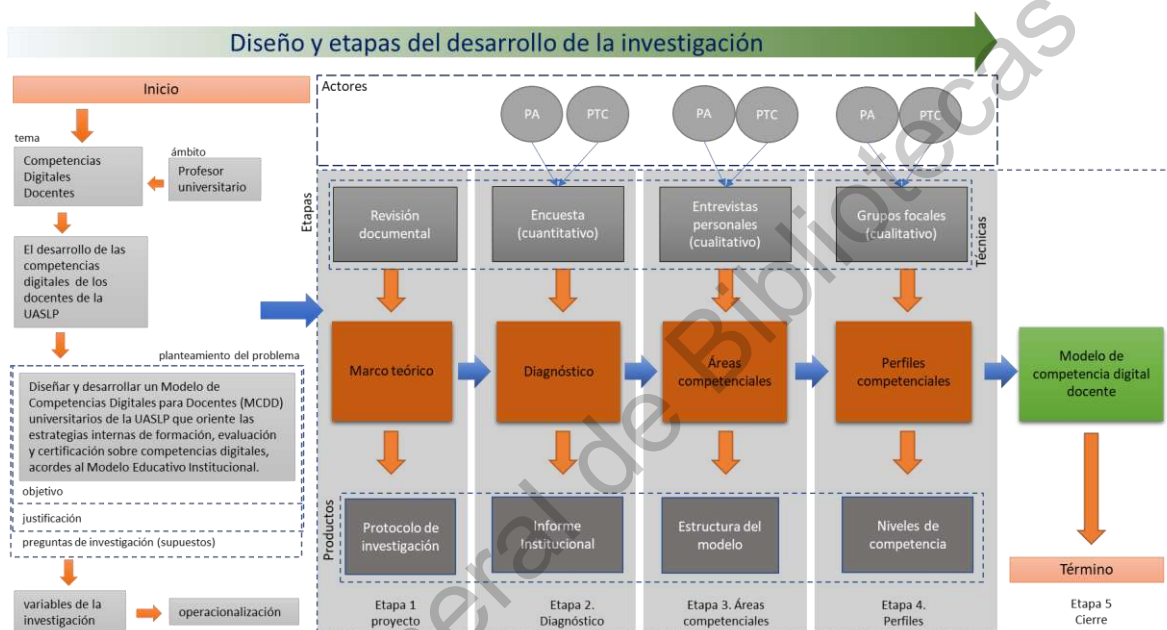 Diseño y etapas del desarrollo de la investigación
Inicio
tema
Competencias
Digitales
Docentes
ámbito
Profesor
universitario
El desarrollo de las
competencias
digitales de los
docentes de la
UASLP
planteamiento del problema
Diseñar y desarrollar un Modelo de
Competencias Digitales para Docentes (MCDD)
universitarios de la UASLP que oriente las
estrategias internas de formación, evaluación
y certificación sobre competencias digitales,
acordes al Modelo Educativo Institucional.
objetivo
justificación
preguntas de investigación (supuestos)
variables de la
investigación
operacionalización
Actores
PA
PTC
PA
PTC
PA
PTC
Etapas
Revisión
documental
Encuesta
(cuantitativo)
Entrevistas
personales
(cualitativo)
Grupos focales
(cualitativo)
Técnicas
Marco teórico
Diagnóstico
Áreas
competenciales
Perfiles
competenciales
Modelo de
competencia digital
docente
Productos
Protocolo de
investigación
Informe
Institucional
Estructura del
modelo
Niveles de
competencia
Término
Etapa 1
proyecto
Etapa 2.
Diagnóstico
Etapa 3. Áreas
competenciales
Etapa 4.
Perfiles
Etapa 5
Cierre
eral de Bibliotecas